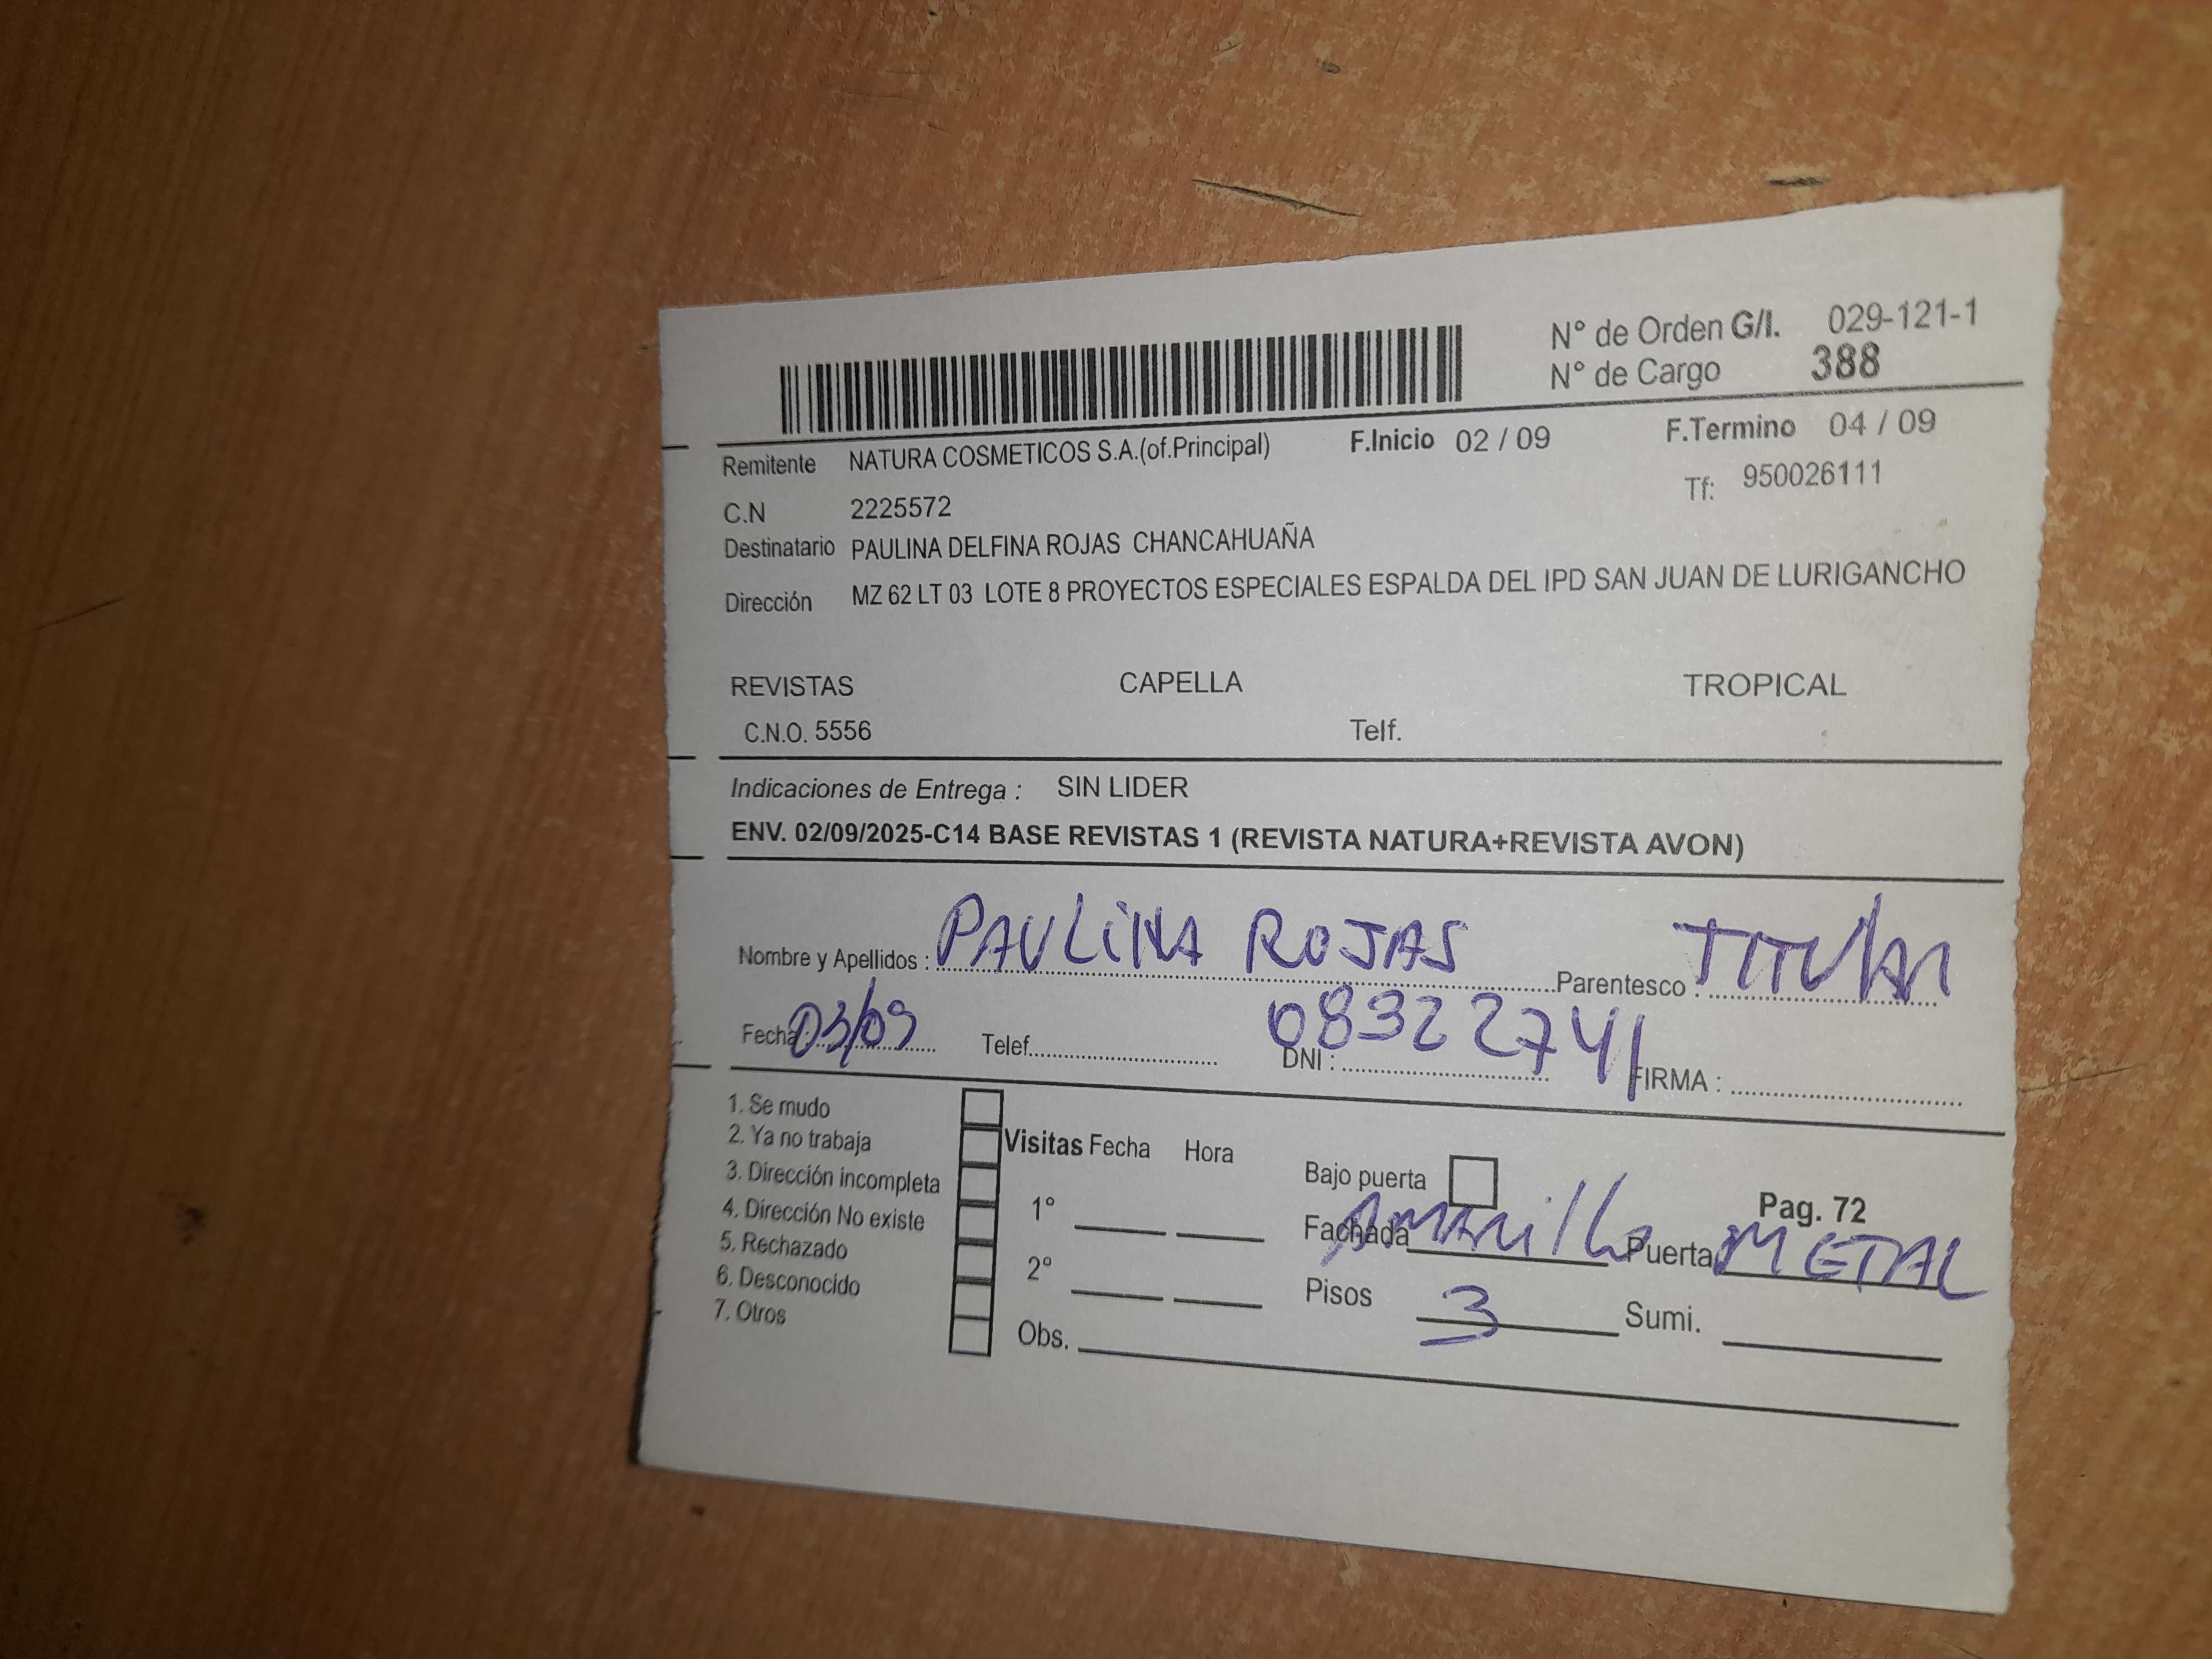 N° de Orden G/I. 029-121-1
N° de Cargo 388
Remitente NATURA COSMETICOS S.A.(of.Principal) F.Inicio 02 / 09 F.Termino 04 / 09
C.N 2225572 Tf: 950026111
Destinatario PAULINA DELFINA ROJAS CHANCAHUAÑA
Dirección MZ 62 LT 03 LOTE 8 PROYECTOS ESPECIALES ESPALDA DEL IPD SAN JUAN DE LURIGANCHO
REVISTAS CAPELLA TROPICAL
C.N.O. 5556 Telf.
Indicaciones de Entrega : SIN LIDER
ENV. 02/09/2025-C14 BASE REVISTAS 1 (REVISTA NATURA+REVISTA AVON)
Nombre y Apellidos : PAULINA ROJAS Parentesco : TITULAR
Fecha : 03/09 Telef. DNI : 08322741 FIRMA :
1. Se mudo
2. Ya no trabaja
3. Dirección incompleta
4. Dirección No existe
5. Rechazado
6. Desconocido
7. Otros
Visitas Fecha Hora
1°
2°
Obs.
Bajo puerta Pag. 72
Fachada AMARillo Puerta METAL
Pisos 3 Sumi.